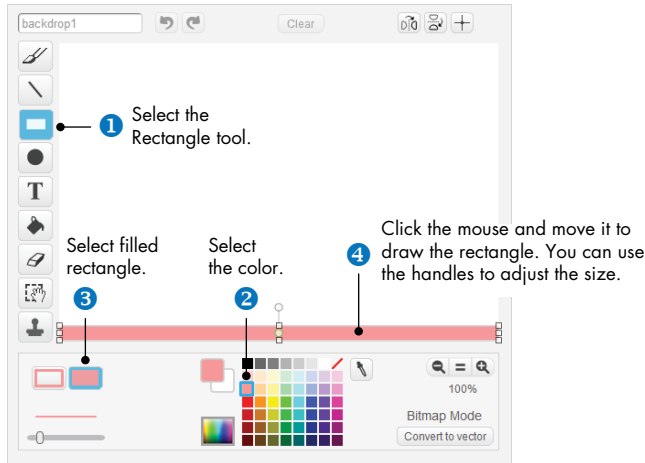 backdrop1
Clear
1 Select the
Rectangle tool.
T
Click the mouse and move it to
4 draw the rectangle. You can use
the handles to adjust the size.
Select filled
rectangle.
3
Select
the color.
2
100%
Bitmap Mode
Convert to vector